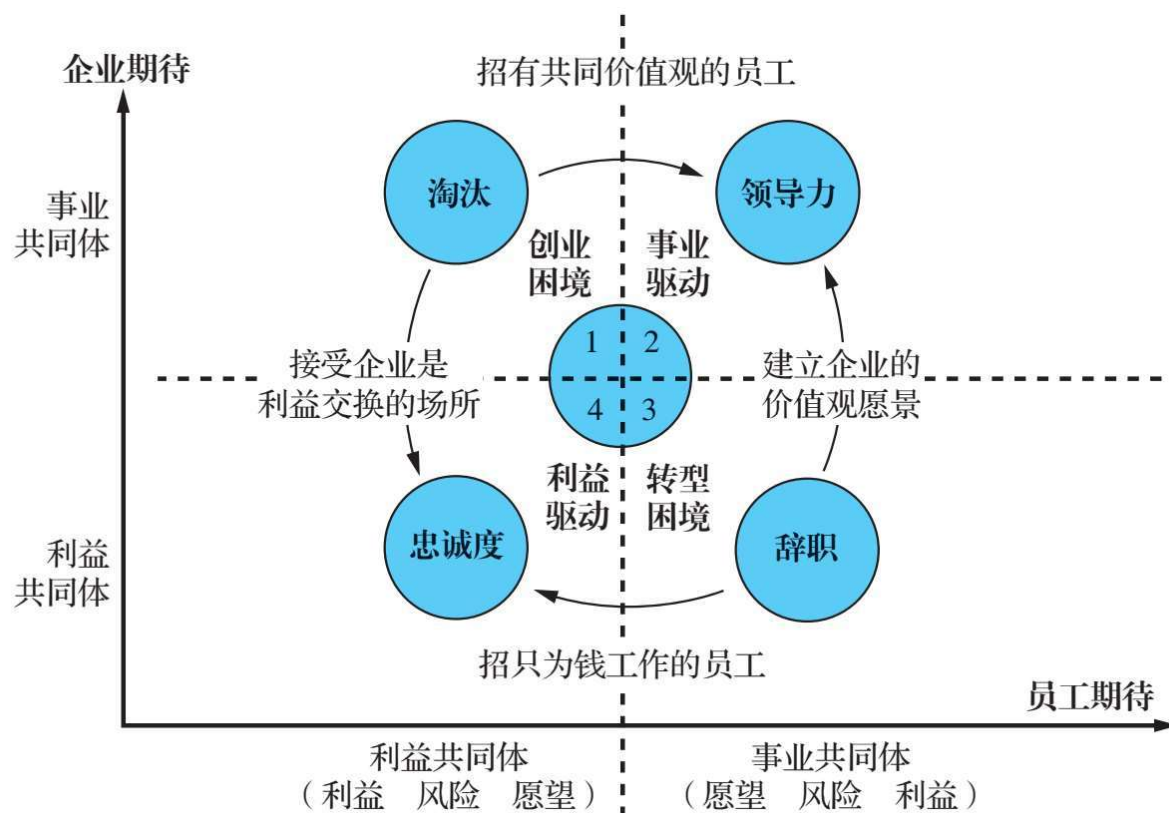 企业期待
招有共同价值观的员工
淘汰
领导力
事业
共同体
创业
困境
事业
驱动
1 2
接受企业是
利益交换的场所
建立企业的
价值观愿景
4 3
利益
驱动
转型
困境
忠诚度
辞职
利益
共同体
招只为钱工作的员工
员工期待
利益共同体
（利益 风险 愿望）
事业共同体
（愿望 风险 利益）